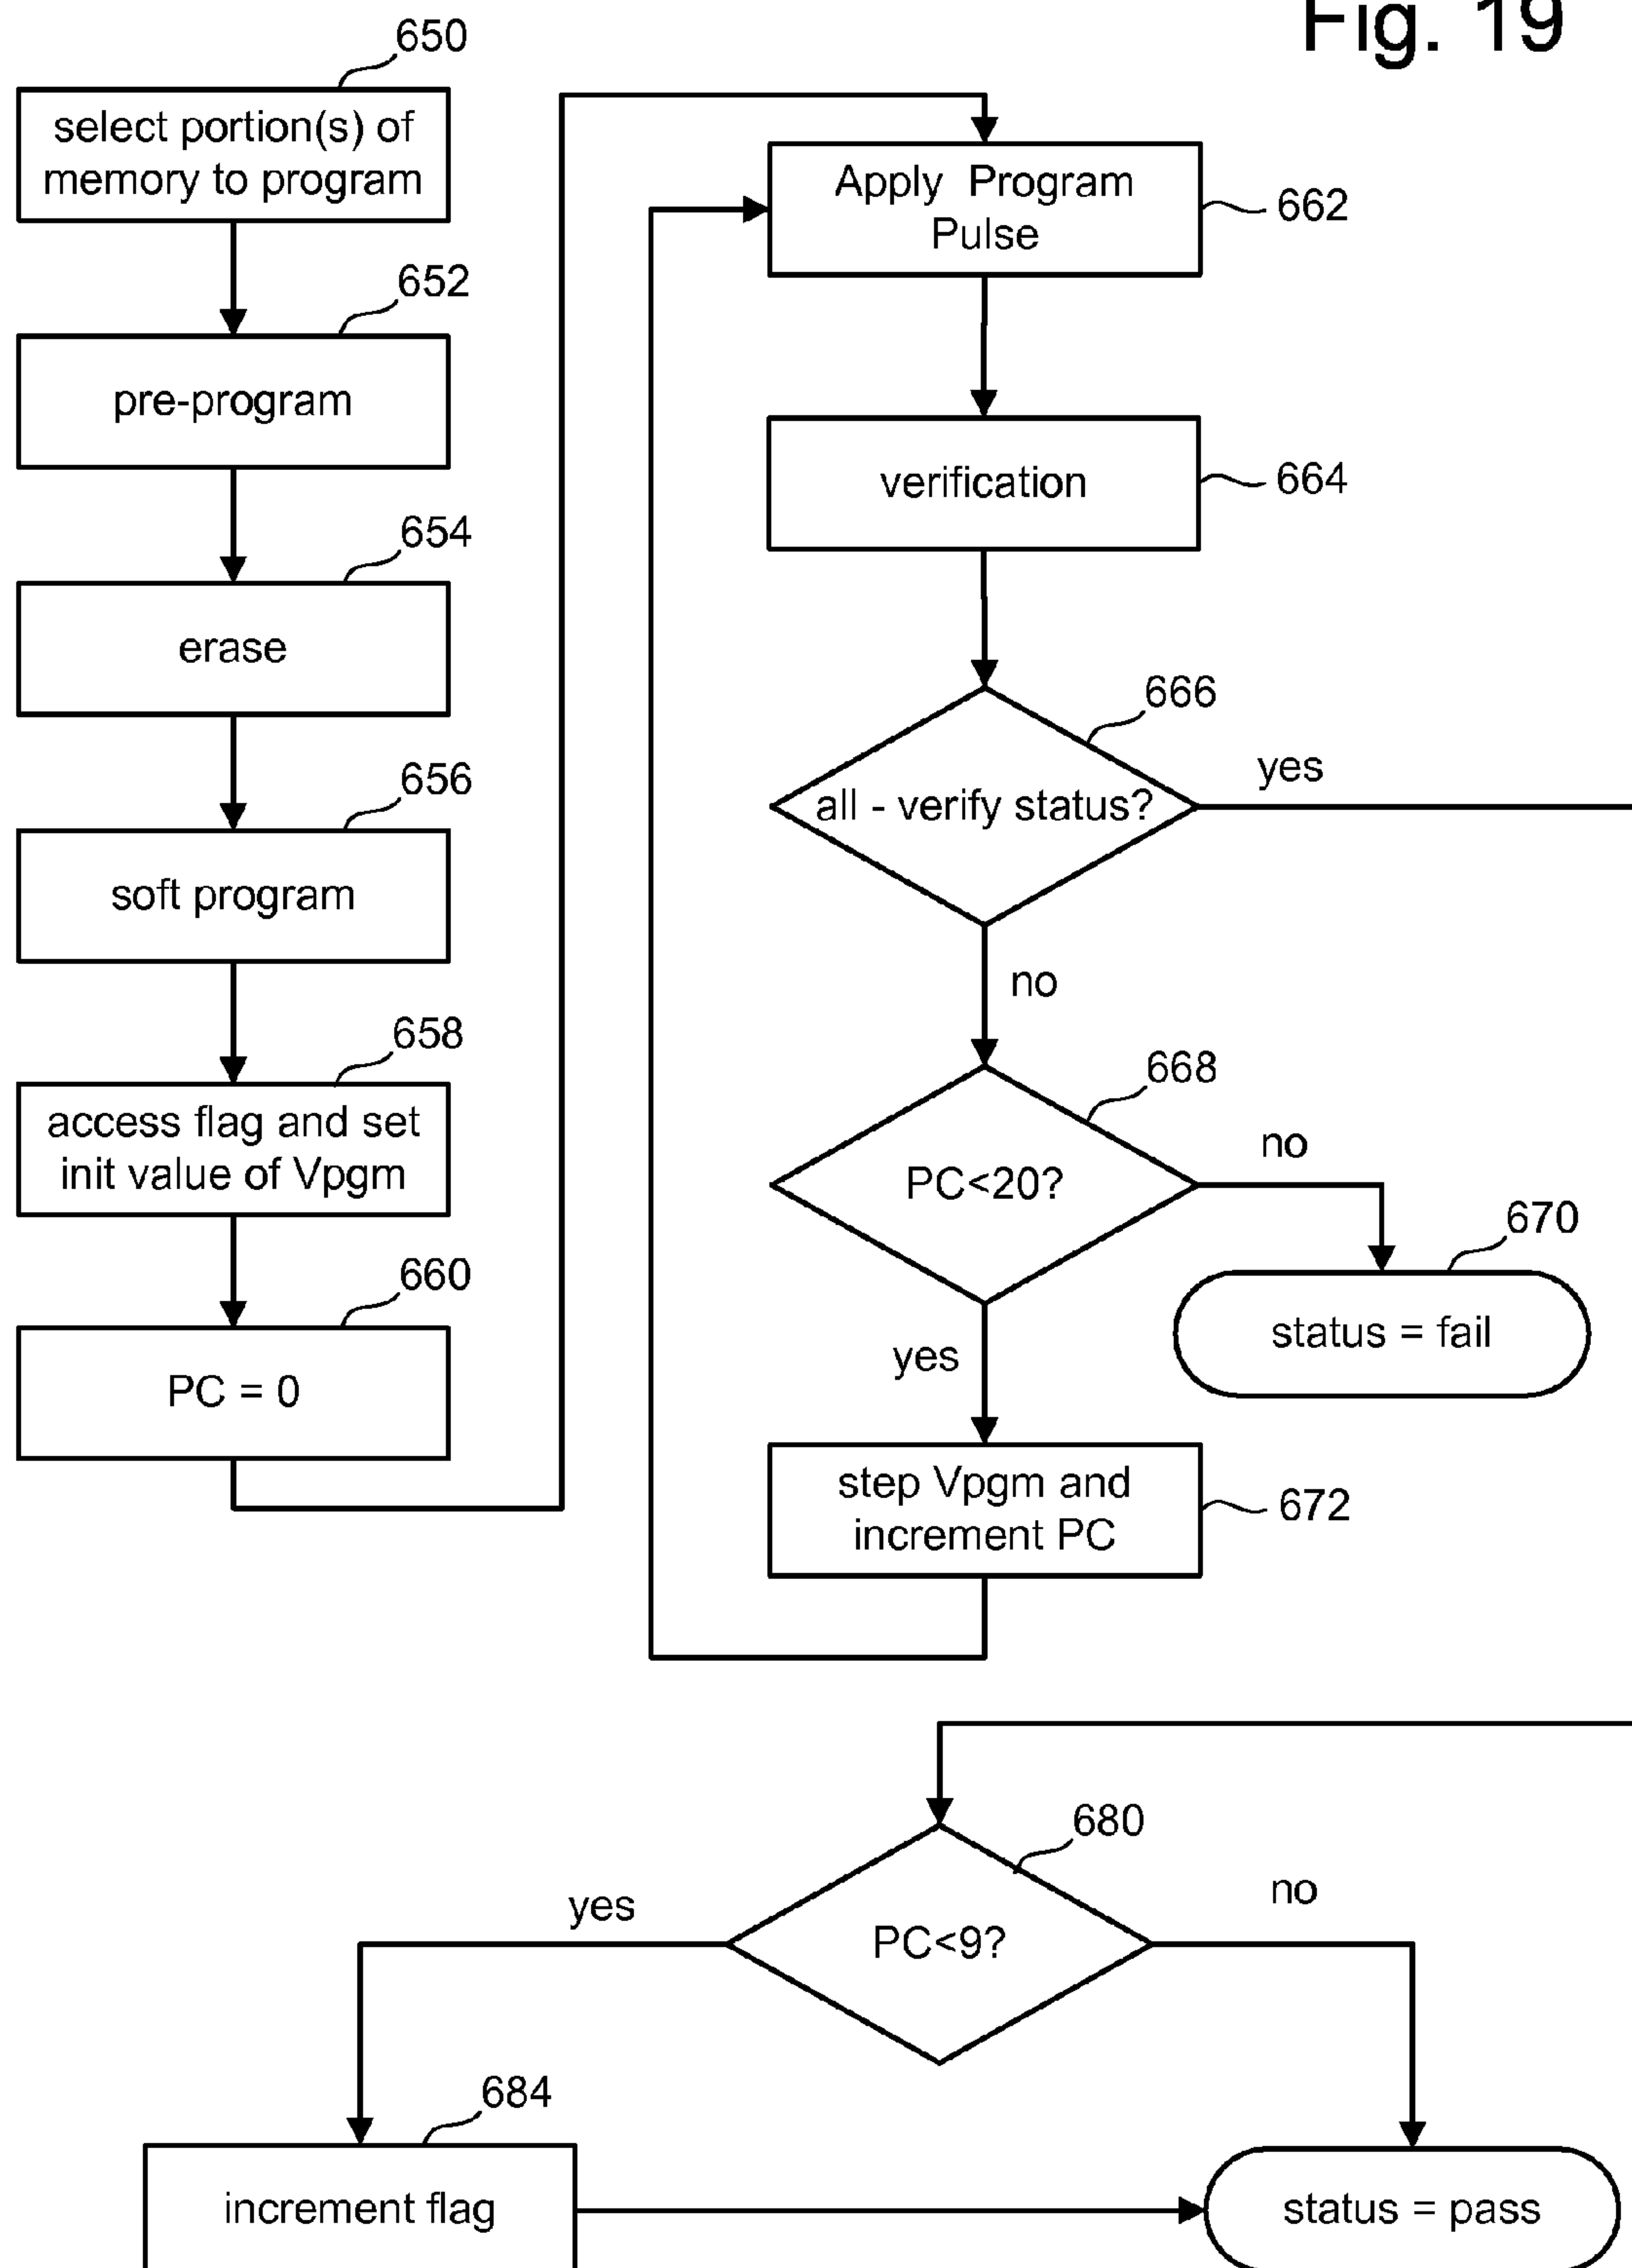 Fig. 19
650
select portion(s) of
memory to program
652
pre-program
654
erase
656
soft program
658
access flag and set
init value of Vpgm
660
PC = 0
Apply Program
Pulse
662
verification
664
666
all - verify status?
yes
no
668
PC<20?
no
670
status = fail
yes
step Vpgm and
increment PC
672
680
PC<9?
yes
no
684
increment flag
status = pass